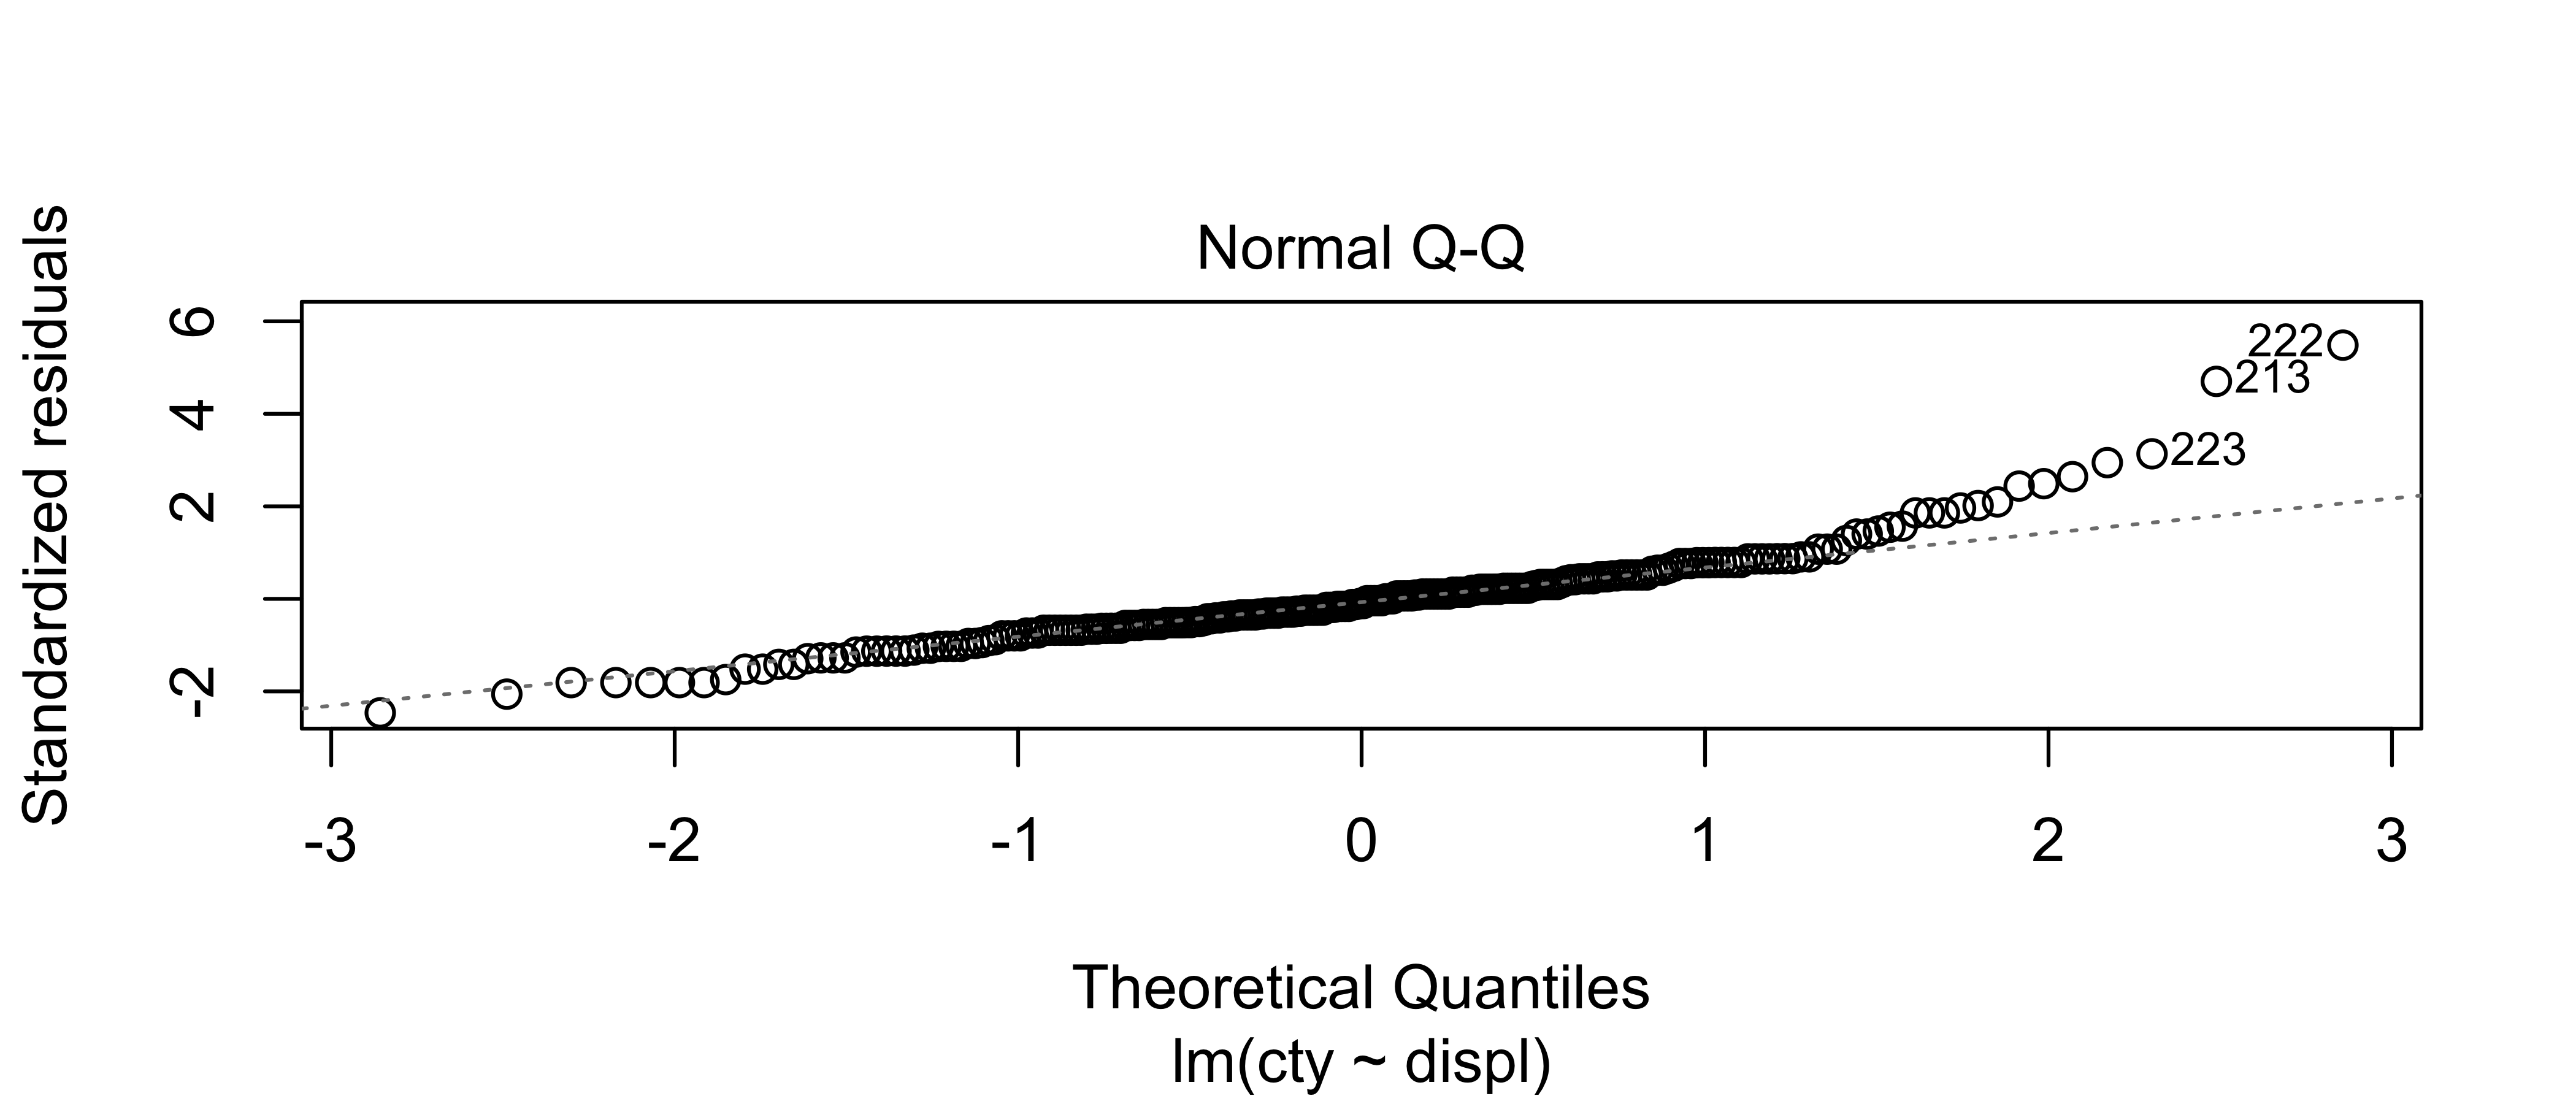 Normal Q-Q
Standardized residuals
6
4
2
-2
222
213
223
-3 -2 -1 0 1 2 3
Theoretical Quantiles
lm(cty ~ displ)